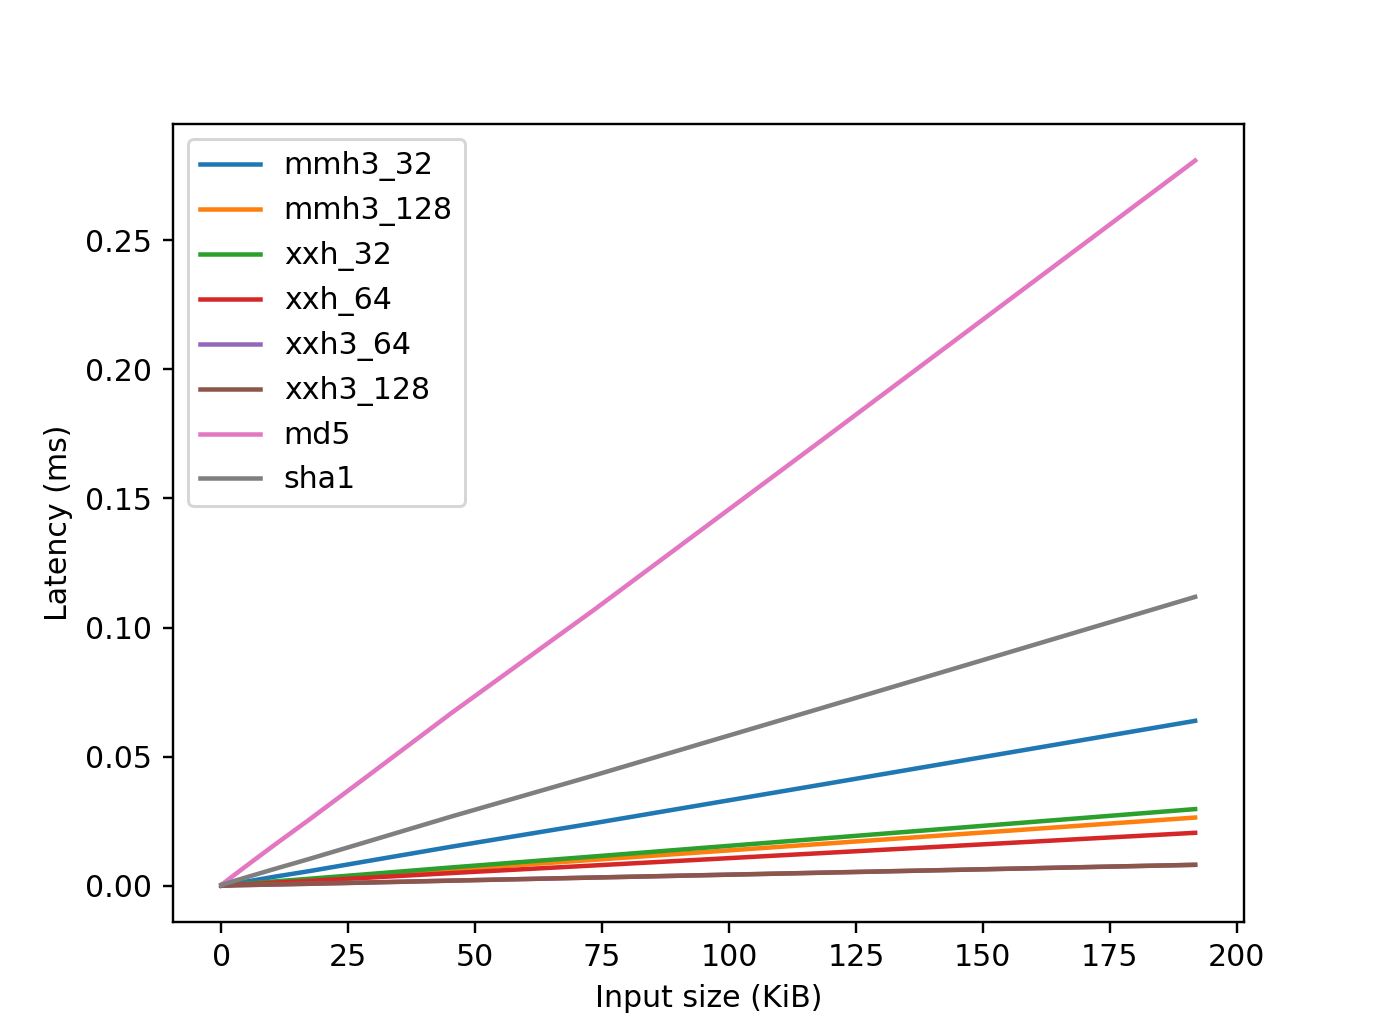 mmh3_32
mmh3_128
xxh_32
xxh_64
xxh3_64
xxh3_128
md5
sha1
Latency (ms)
0.25
0.20
0.15
0.10
0.05
0.00
0 25 50 75 100 125 150 175 200
Input size (KiB)